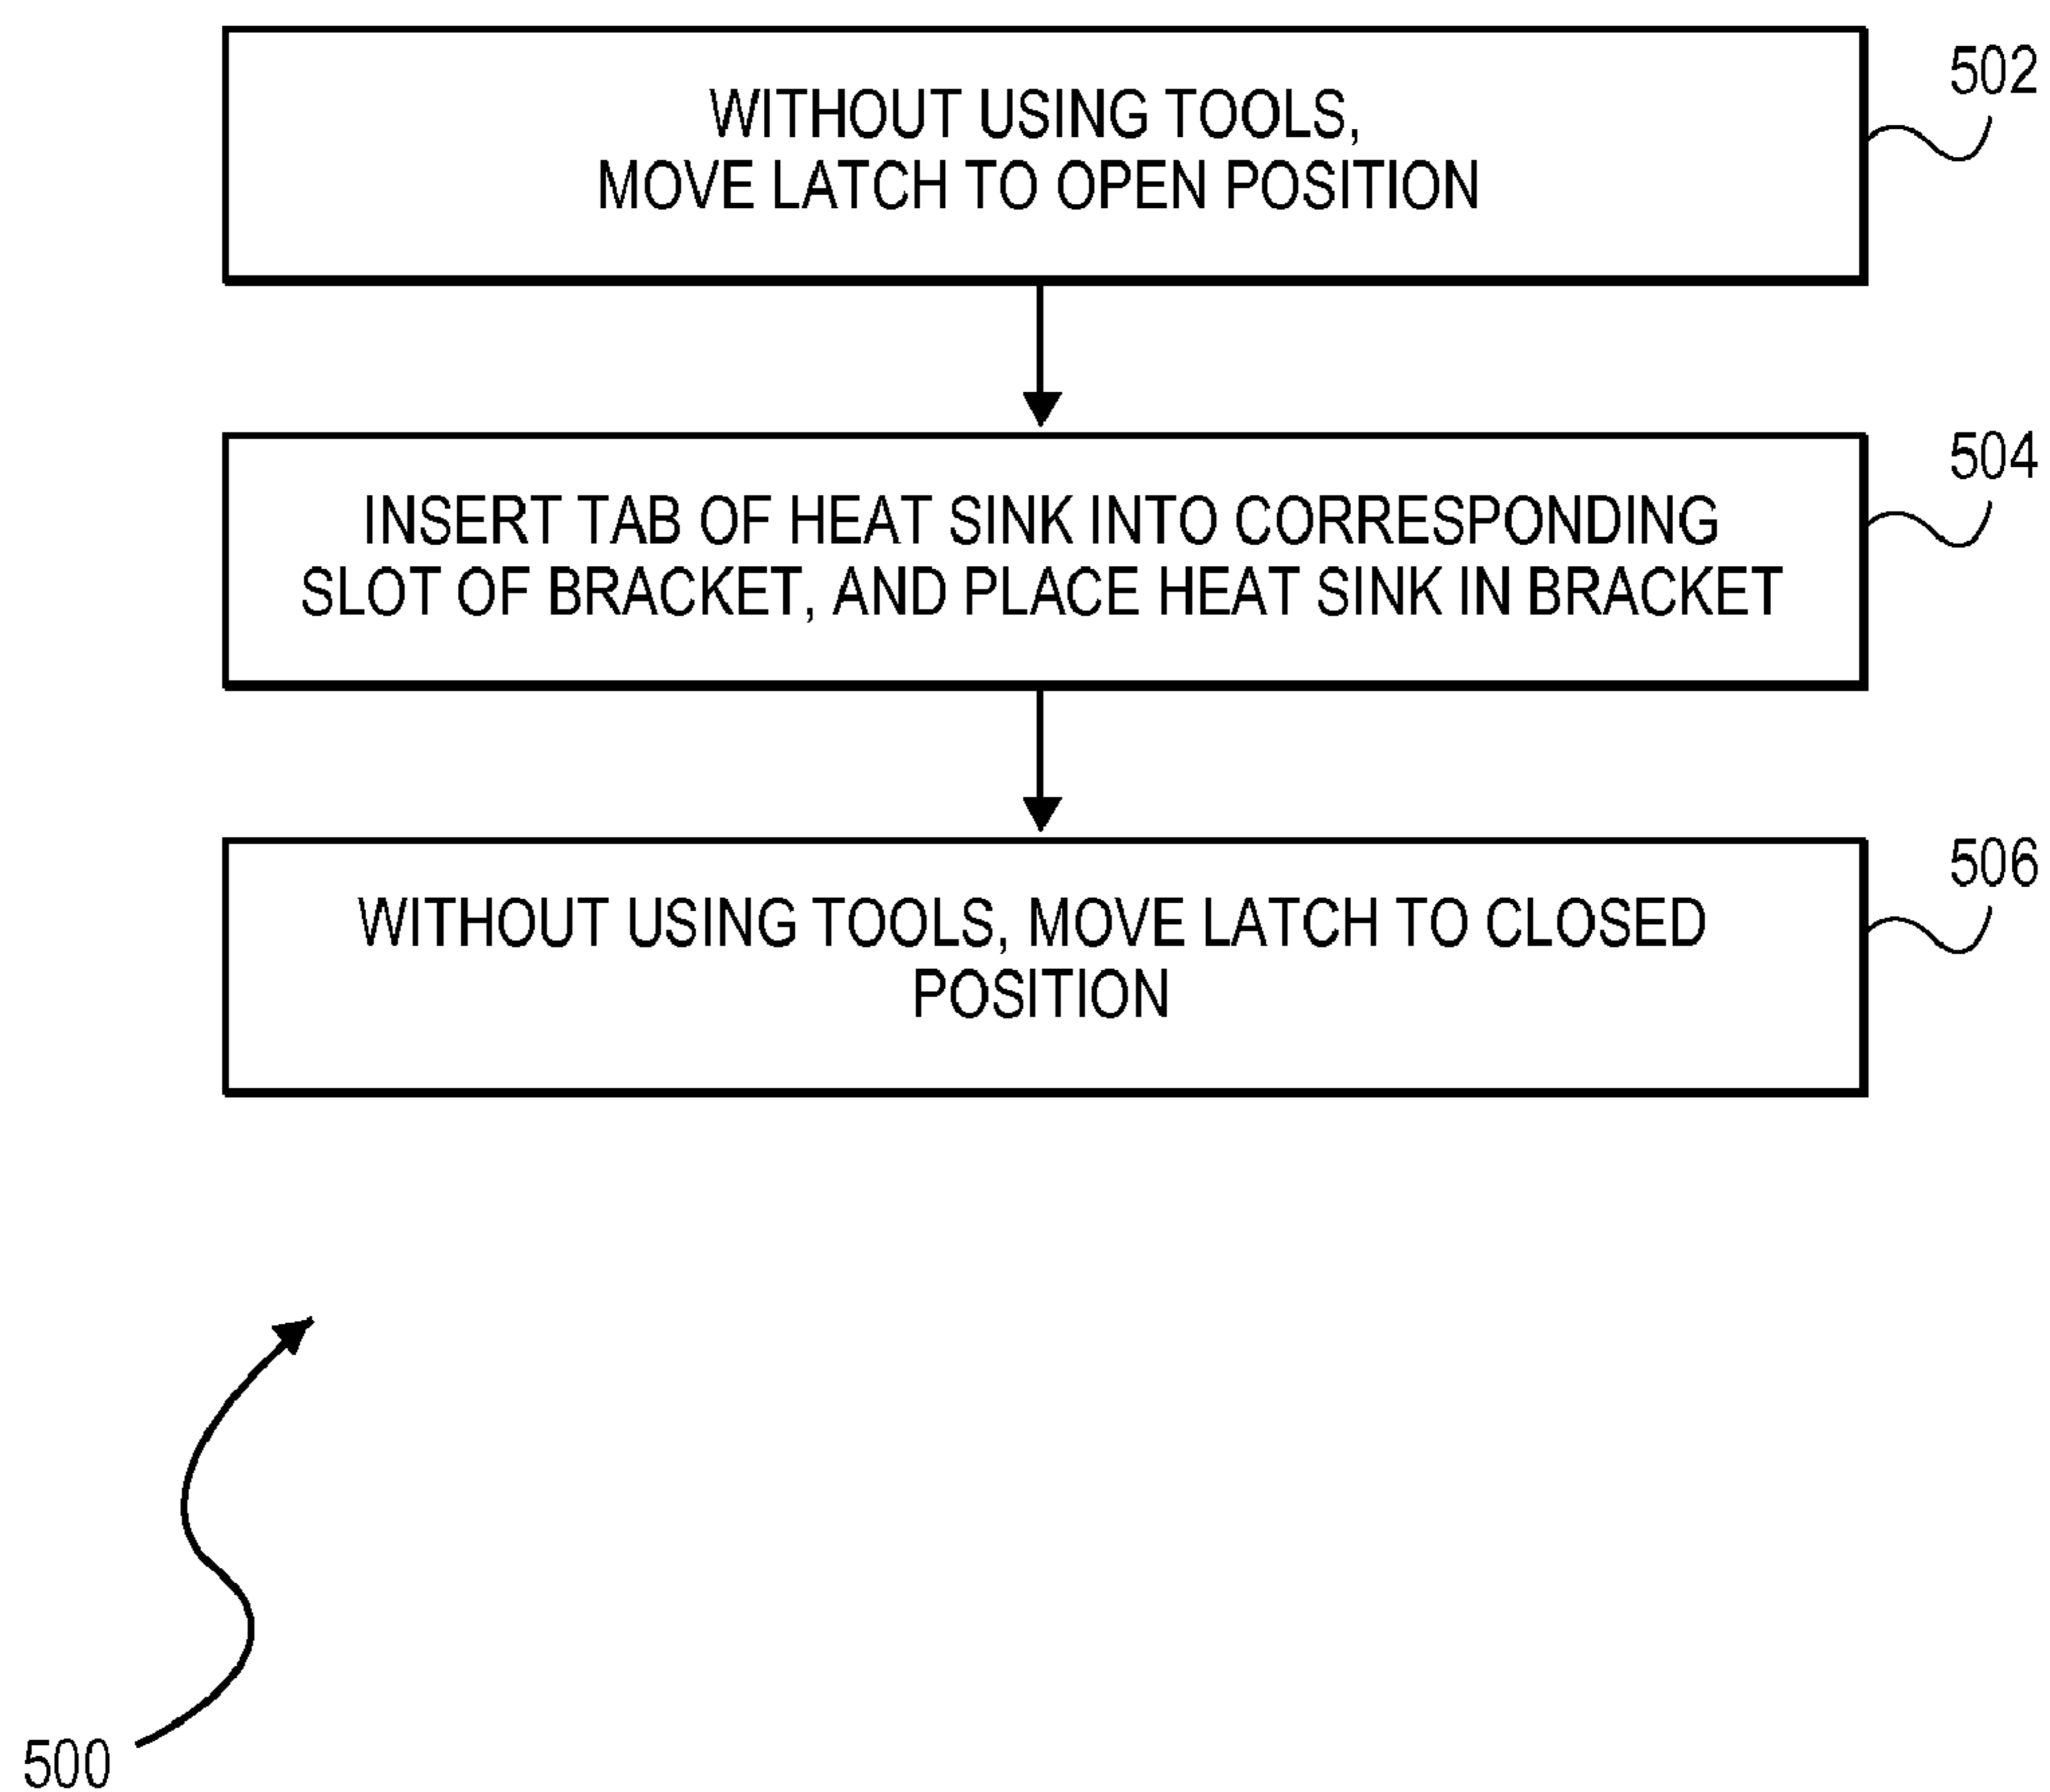 WITHOUT USING TOOLS,
MOVE LATCH TO OPEN POSITION
502
INSERT TAB OF HEAT SINK INTO CORRESPONDING
SLOT OF BRACKET, AND PLACE HEAT SINK IN BRACKET
504
WITHOUT USING TOOLS, MOVE LATCH TO CLOSED
POSITION
506
500